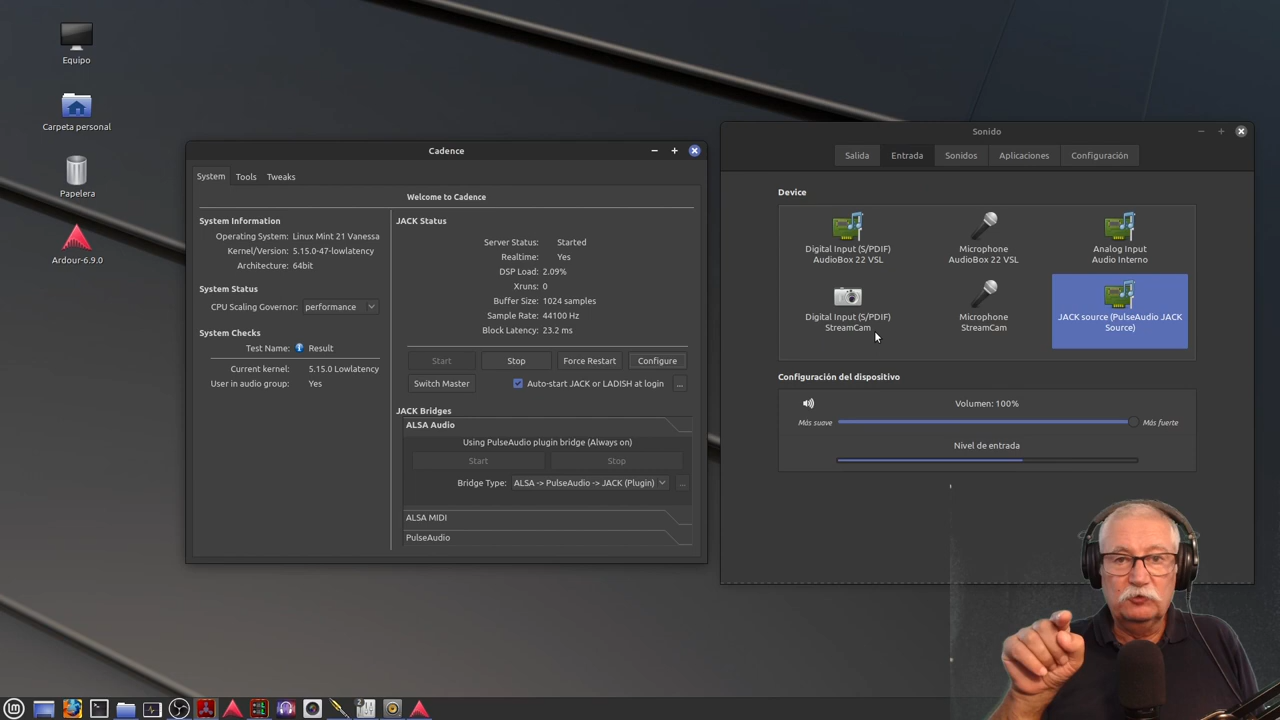 Equipo
Carpeta personal
Papelera
Ardour-6.9.0
Cadence
System
Tools
Tweaks
Welcome to Cadence
System Information
Operating System: Linux Mint 21 Vanessa
Kernel/Version: 5.15.0-47-lowlatency
Architecture: 64bit
System Status
CPU Scaling Governor: performance
System Checks
Test Name: Result
Current kernel: 5.15.0 Lowlatency
User in audio group: Yes
JACK Status
Server Status: Started
Realtime: Yes
DSP Load: 2.09%
Xruns: 0
Buffer Size: 1024 samples
Sample Rate: 44100 Hz
Block Latency: 23.2 ms
Start
Stop
Force Restart
Configure
Switch Master
Auto-start JACK or LADISH at login
...
JACK Bridges
ALSA Audio
Using PulseAudio plugin bridge (Always on)
Start
Stop
Bridge Type: ALSA -> PulseAudio -> JACK (Plugin)
...
ALSA MIDI
PulseAudio
Sonido
Salida
Entrada
Sonidos
Aplicaciones
Configuración
Device
Digital Input (S/PDIF)
AudioBox 22 VSL
Microphone
AudioBox 22 VSL
Analog Input
Audio Interno
Digital Input (S/PDIF)
StreamCam
Microphone
StreamCam
JACK source (PulseAudio JACK
Source)
Configuración del dispositivo
Volumen: 100%
Más suave
Más fuerte
Nivel de entrada